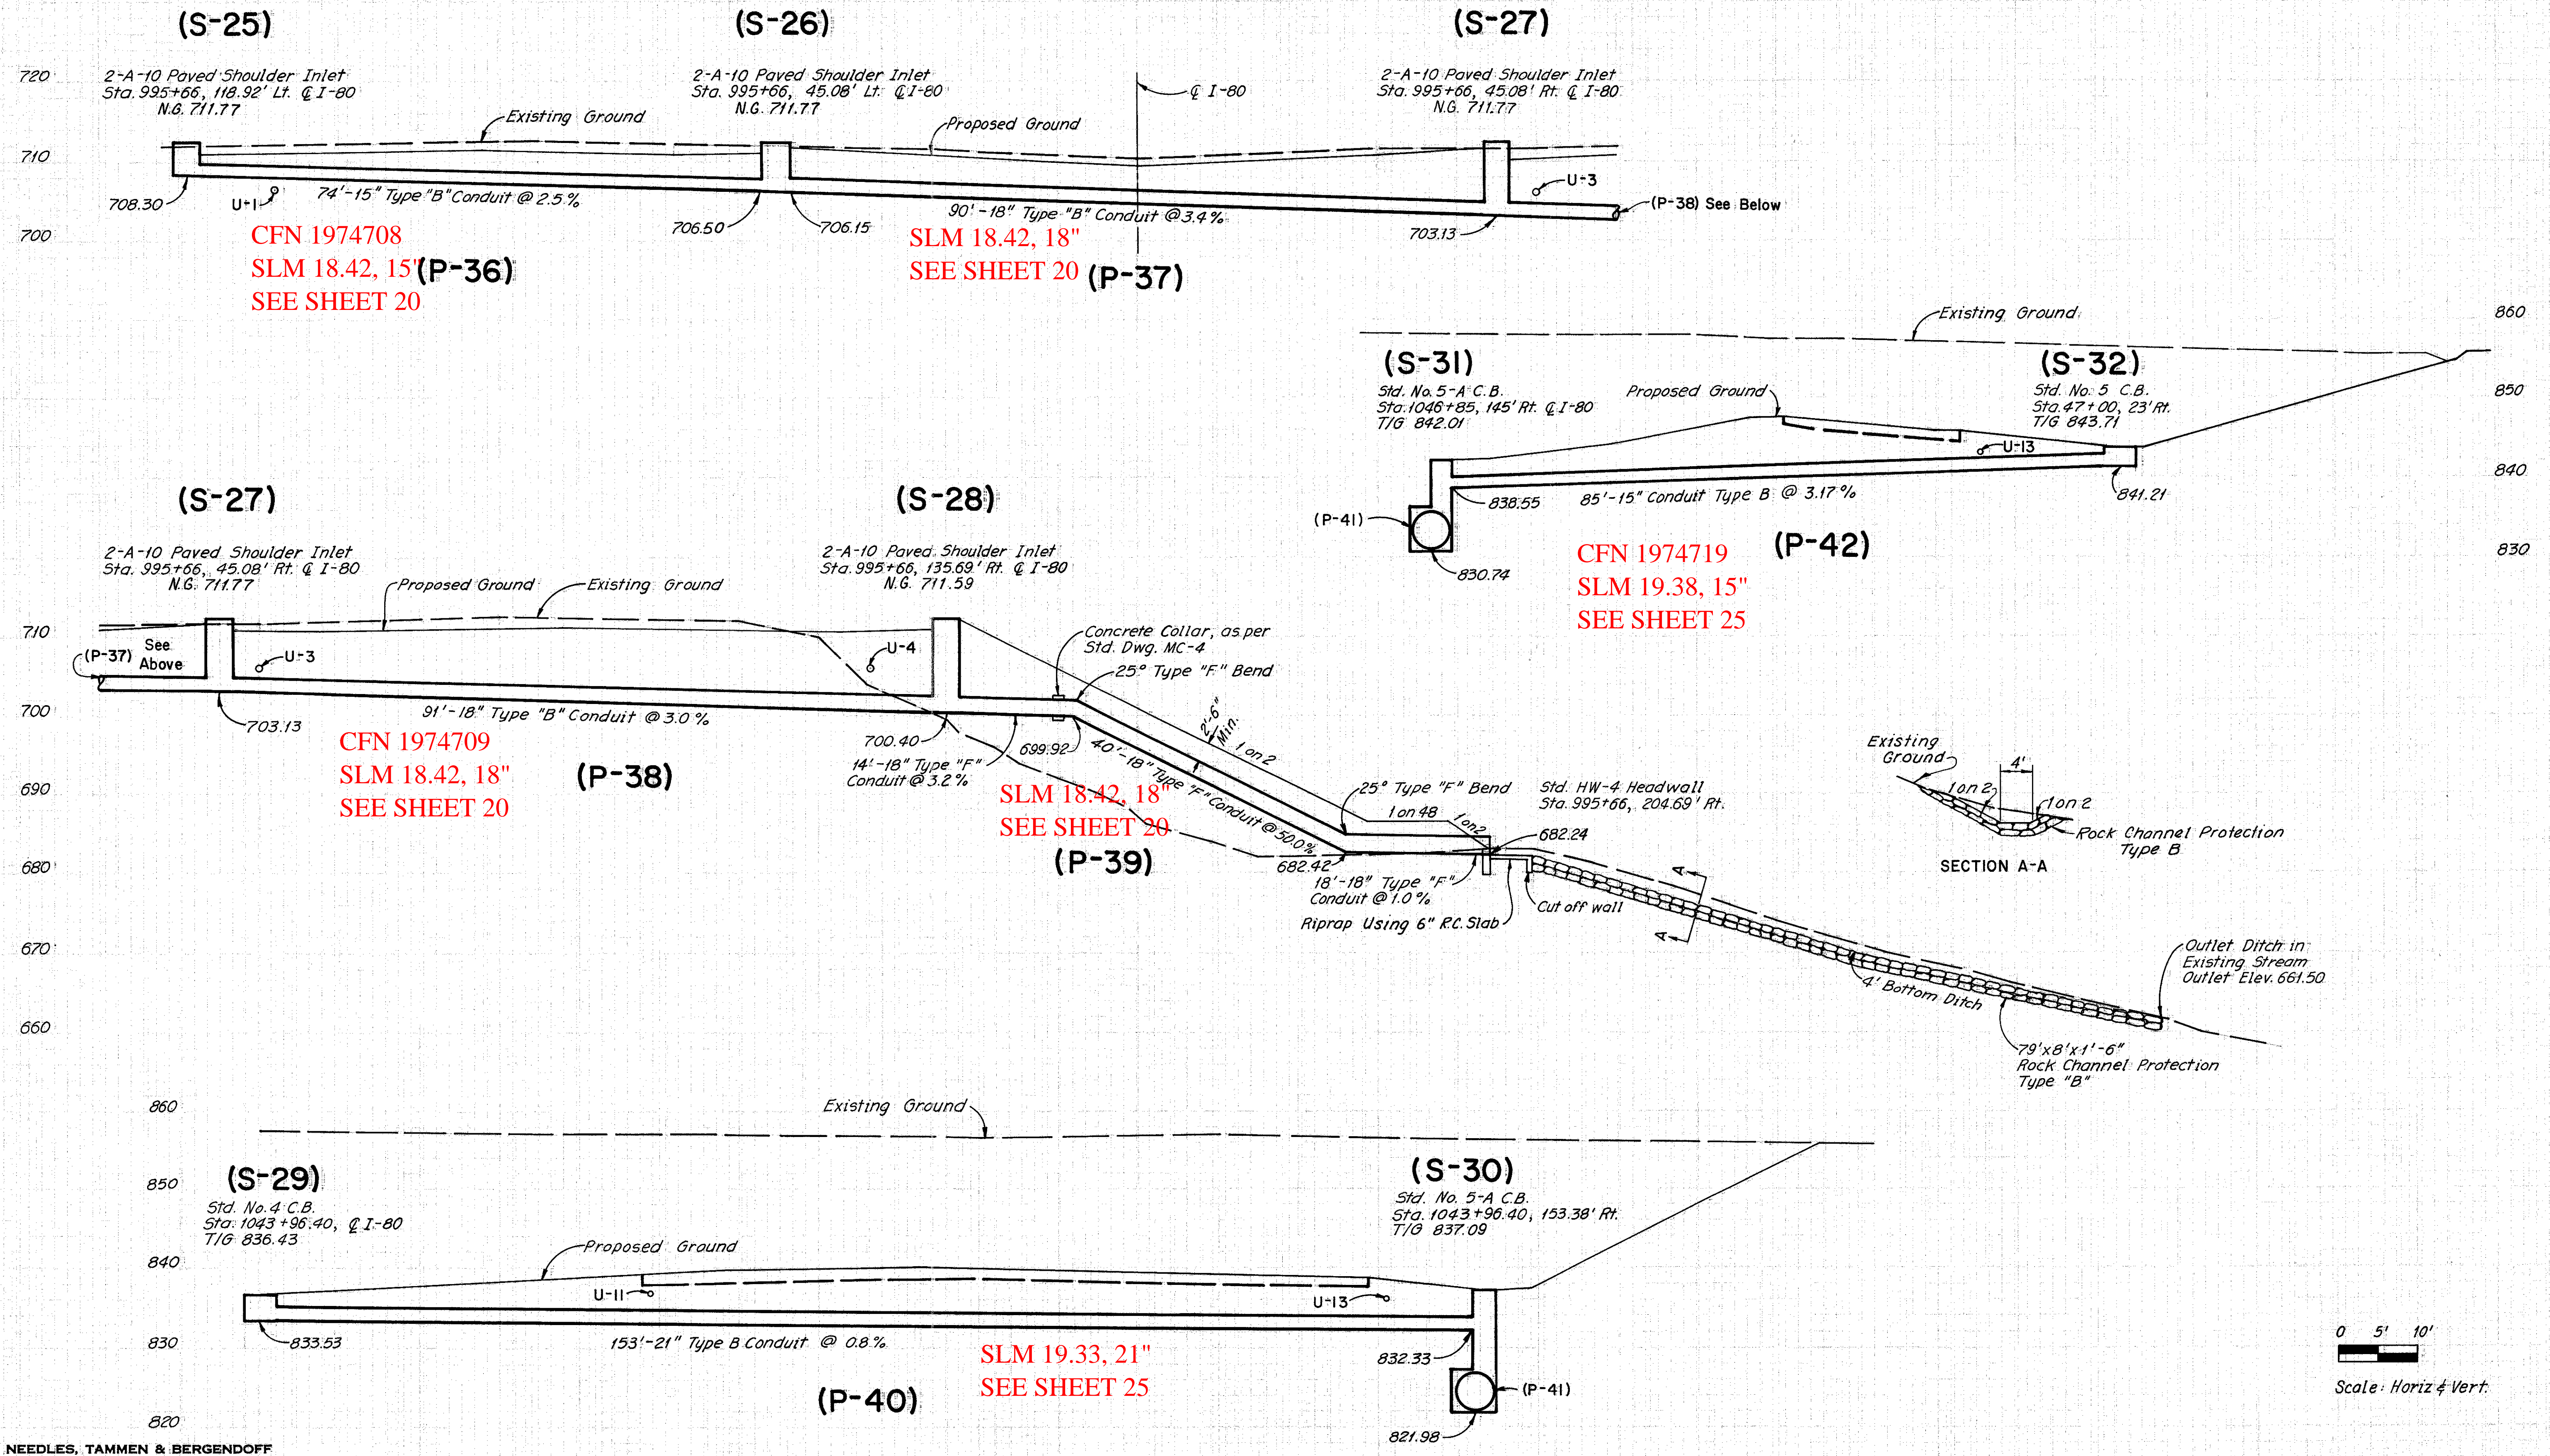 (S-25)
2-A-10 Paved Shoulder Inlet
Sta. 995+66, 118.92' Lt. ℄ I-80
N.G. 711.77
(S-26)
2-A-10 Paved Shoulder Inlet
Sta. 995+66, 45.08' Lt. ℄ I-80
N.G. 711.77
℄ I-80
(S-27)
2-A-10 Paved Shoulder Inlet
Sta. 995+66, 45.08' Rt. ℄ I-80
N.G. 711.77
720
710
700
Existing Ground
Proposed Ground
708.30
U-1
74'-15" Type "B" Conduit @ 2.5%
706.50
706.15
90'-18" Type "B" Conduit @ 3.4%
703.13
U-3
(P-38) See Below
CFN 1974708
SLM 18.42, 15"
SEE SHEET 20
(P-36)
SLM 18.42, 18"
SEE SHEET 20
(P-37)
Existing Ground
860
850
840
830
(S-31)
Std. No. 5-A C.B.
Sta. 1046+85, 145' Rt. ℄ I-80
T/G 842.01
Proposed Ground
(S-32)
Std. No. 5 C.B.
Sta. 47+00, 23' Rt.
T/G 843.71
U-13
838.55
85'-15" Conduit Type B @ 3.17%
841.21
(P-41)
830.74
CFN 1974719
SLM 19.38, 15"
SEE SHEET 25
(P-42)
(S-27)
2-A-10 Paved Shoulder Inlet
Sta. 995+66, 45.08' Rt. ℄ I-80
N.G. 711.77
(S-28)
2-A-10 Paved Shoulder Inlet
Sta. 995+66, 135.69' Rt. ℄ I-80
N.G. 711.59
710
700
690
680
670
660
Proposed Ground
Existing Ground
(P-37) See
Above
U-3
U-4
Concrete Collar, as per
Std. Dwg. MC-4
25° Type "F" Bend
703.13
91'-18" Type "B" Conduit @ 3.0%
700.40
699.92
14'-18" Type "F"
Conduit @ 3.2%
40'-18" Type "F" Conduit @ 50.0%
2'-6"
Min.
1 on 2
CFN 1974709
SLM 18.42, 18"
SEE SHEET 20
(P-38)
SLM 18.42, 18"
SEE SHEET 20
(P-39)
25° Type "F" Bend
1 on 48
1 on 2
Std. HW-4 Headwall
Sta. 995+66, 204.69' Rt.
682.24
682.42
18'-18" Type "F"
Conduit @ 1.0%
Riprap Using 6" R.C. Slab
Cut off wall
A
A
4' Bottom Ditch
Outlet Ditch in
Existing Stream
Outlet Elev. 661.50
79'x8'x1'-6"
Rock Channel Protection
Type "B"
Existing
Ground
4'
1 on 2
1 on 2
Rock Channel Protection
Type B
SECTION A-A
860
850
840
830
820
Existing Ground
(S-29)
Std. No. 4 C.B.
Sta. 1043+96.40, ℄ I-80
T/G 836.43
(S-30)
Std. No. 5-A C.B.
Sta. 1043+96.40, 153.38' Rt.
T/G 837.09
Proposed Ground
U-11
U-13
833.53
153'-21" Type B Conduit @ 0.8%
832.33
SLM 19.33, 21"
SEE SHEET 25
(P-40)
(P-41)
821.98
0 5' 10'
Scale: Horiz & Vert.
NEEDLES, TAMMEN & BERGENDOFF